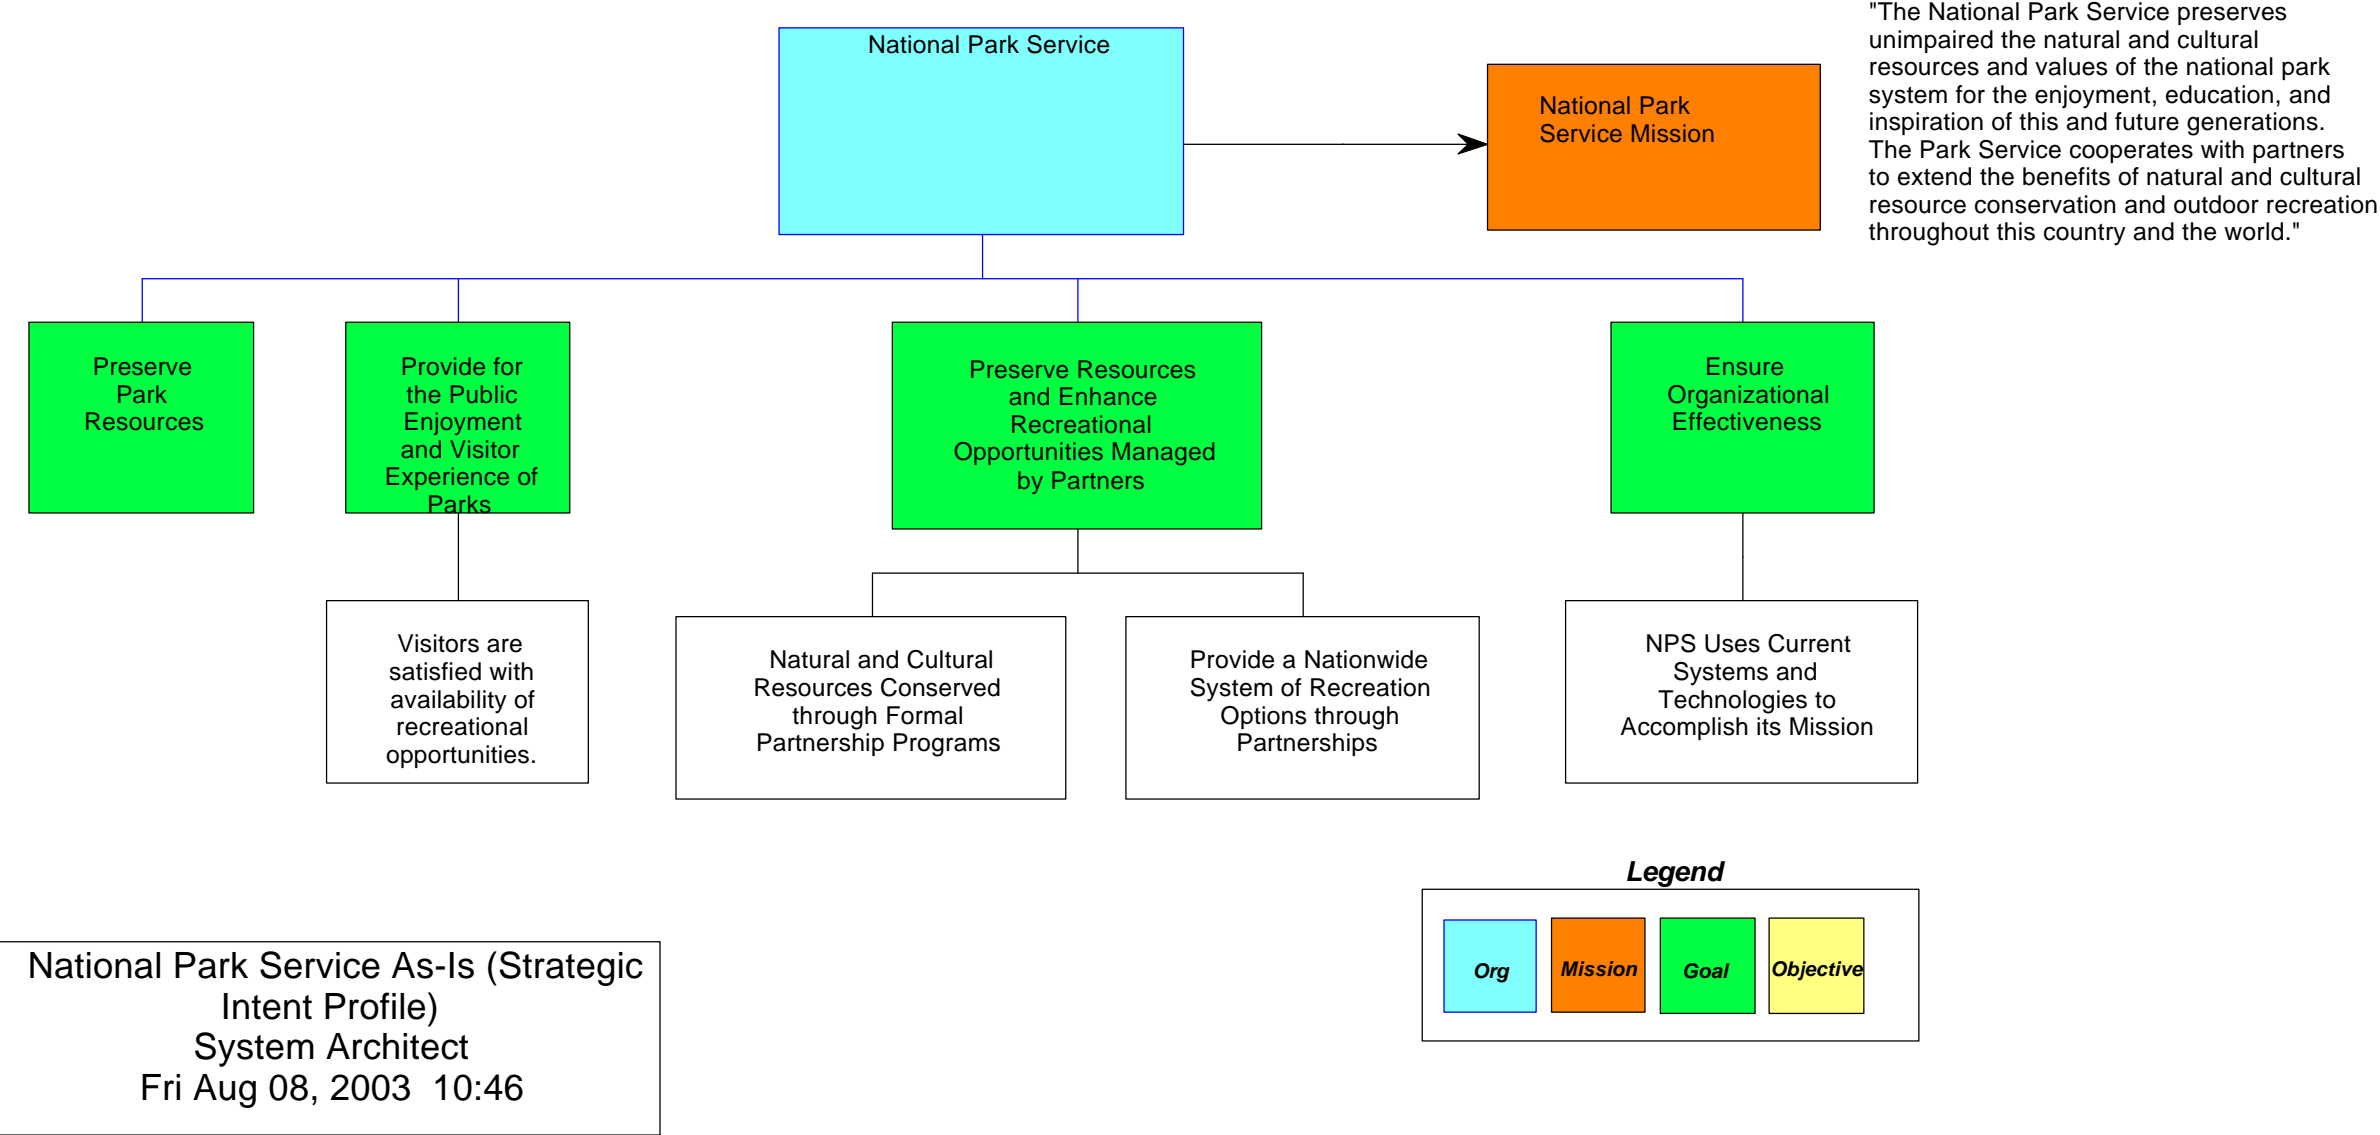 National Park Service
National Park
Service Mission
"The National Park Service preserves
unimpaired the natural and cultural
resources and values of the national park
system for the enjoyment, education, and
inspiration of this and future generations.
The Park Service cooperates with partners
to extend the benefits of natural and cultural
resource conservation and outdoor recreation
throughout this country and the world."
Preserve
Park
Resources
Provide for
the Public
Enjoyment
and Visitor
Experience of
Parks
Preserve Resources
and Enhance
Recreational
Opportunities Managed
by Partners
Ensure
Organizational
Effectiveness
Visitors are
satisfied with
availability of
recreational
opportunities.
Natural and Cultural
Resources Conserved
through Formal
Partnership Programs
Provide a Nationwide
System of Recreation
Options through
Partnerships
NPS Uses Current
Systems and
Technologies to
Accomplish its Mission
Legend
Org
Mission
Goal
Objective
National Park Service As-Is (Strategic
Intent Profile)
System Architect
Fri Aug 08, 2003  10:46